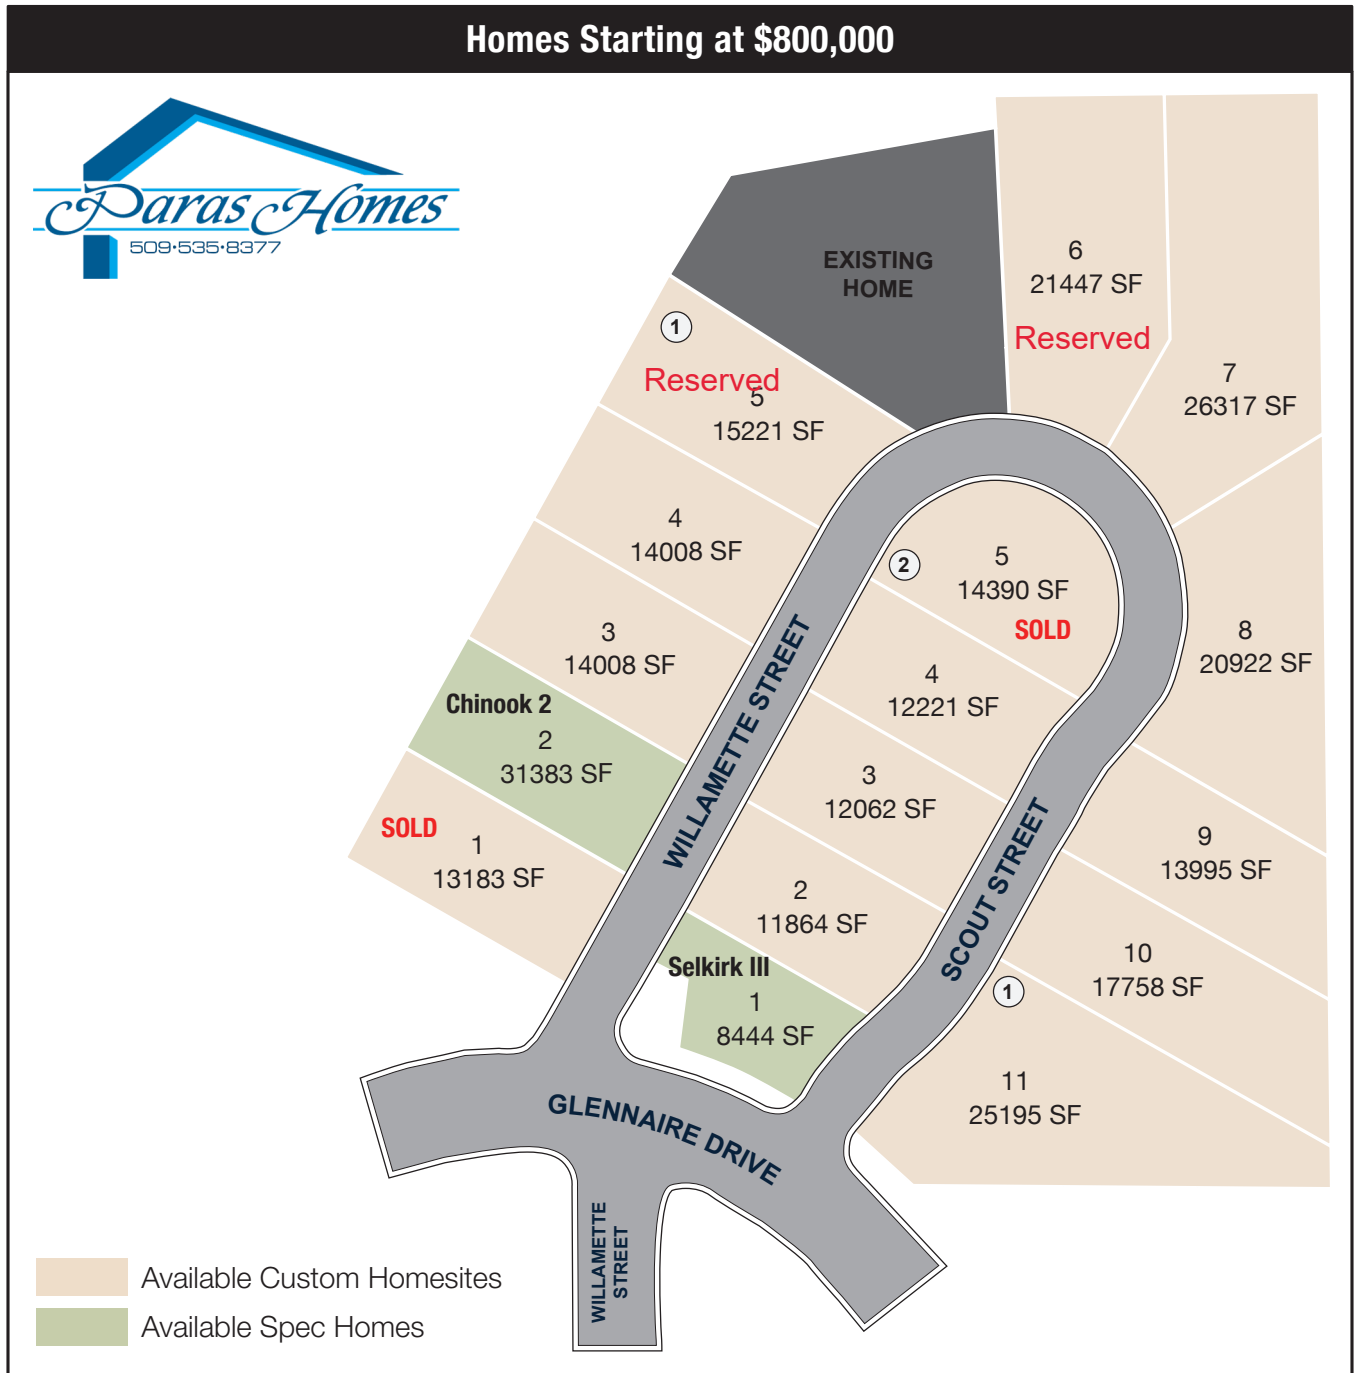 Homes Starting at $800,000
Paras Homes
509•535•8377
EXISTING
HOME
6
21447 SF
Reserved
7
26317 SF
1
Reserved
5
15221 SF
4
14008 SF
3
14008 SF
Chinook 2
2
31383 SF
SOLD
1
13183 SF
2
5
14390 SF
SOLD
4
12221 SF
3
12062 SF
2
11864 SF
Selkirk III
1
8444 SF
8
20922 SF
9
13995 SF
10
17758 SF
1
11
25195 SF
WILLAMETTE STREET
SCOUT STREET
GLENNAIRE DRIVE
WILLAMETTE
STREET
Available Custom Homesites
Available Spec Homes